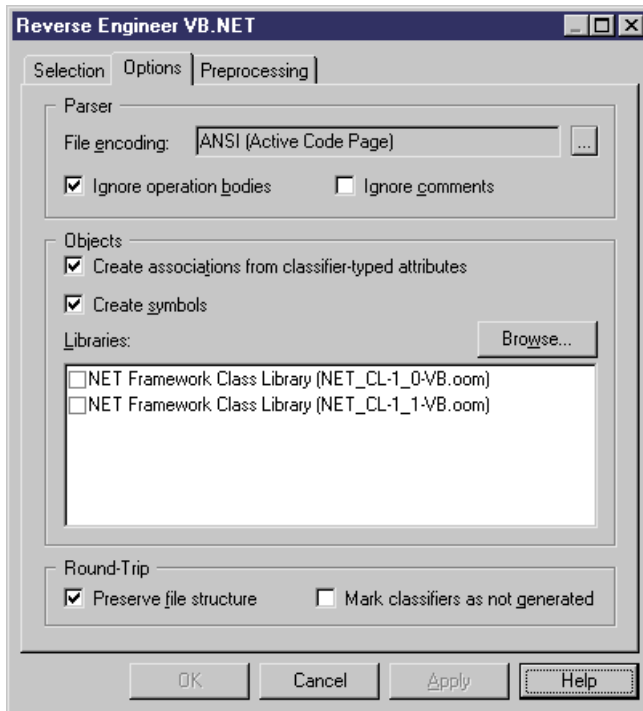 Reverse Engineer VB.NET
Selection Options Preprocessing
Parser
File encoding: ANSI (Active Code Page) ...
Ignore operation bodies Ignore comments
Objects
Create associations from classifier-typed attributes
Create symbols
Libraries: Browse...
NET Framework Class Library (NET_CL-1_0-VB.oom)
NET Framework Class Library (NET_CL-1_1-VB.oom)
Round-Trip
Preserve file structure Mark classifiers as not generated
OK Cancel Apply Help